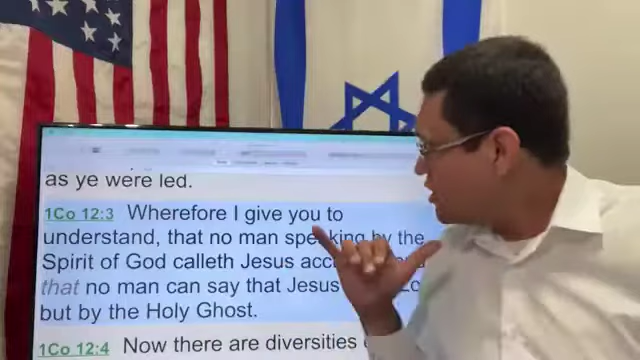 as ye were led.
1Co 12:3 Wherefore I give you to
understand, that no man speaking by the
Spirit of God calleth Jesus acc
that no man can say that Jesus
but by the Holy Ghost.
1Co 12:4 Now there are diversities